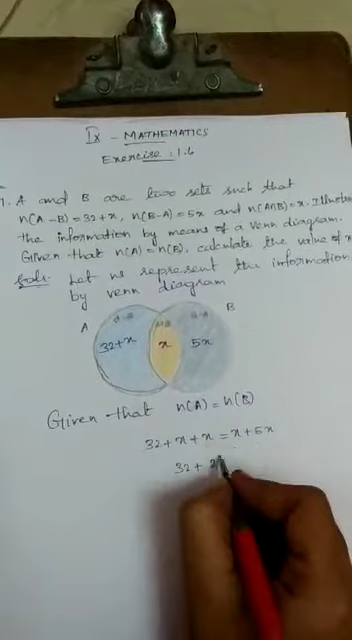 IX - MATHEMATICS
Exercise : 1.6
1. A and B are two sets such that
n(A-B) = 32+x, n(B-A) = 5x and n(A∩B) = x. Illustrate
the information by means of a Venn diagram.
Given that n(A) = n(B), calculate the value of x
Soln. Let us represent the information
by venn diagram
A B
A-B A∩B B-A
32+x x 5x
Given that n(A) = n(B)
32+x+x = x+5x
32+ 2